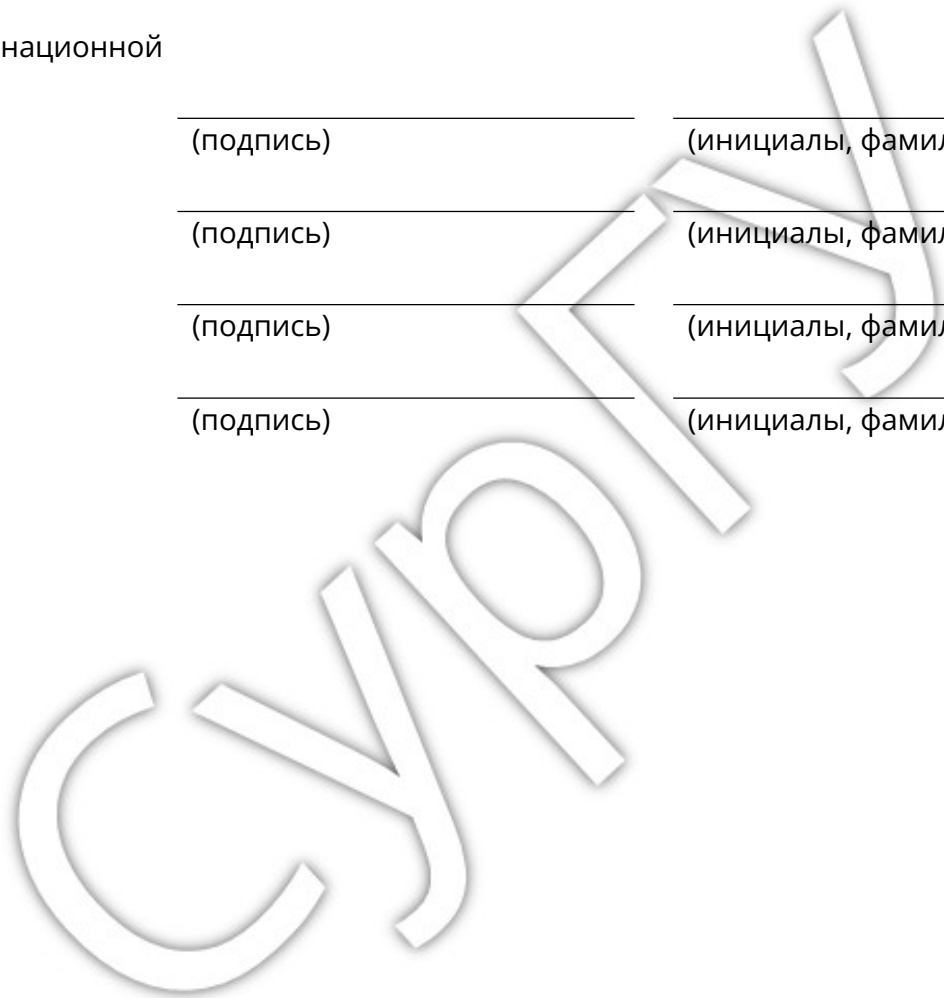 национной
(подпись) (инициалы, фамил
(подпись) (инициалы, фамил
(подпись) (инициалы, фамил
(подпись) (инициалы, фамил
СурГУ